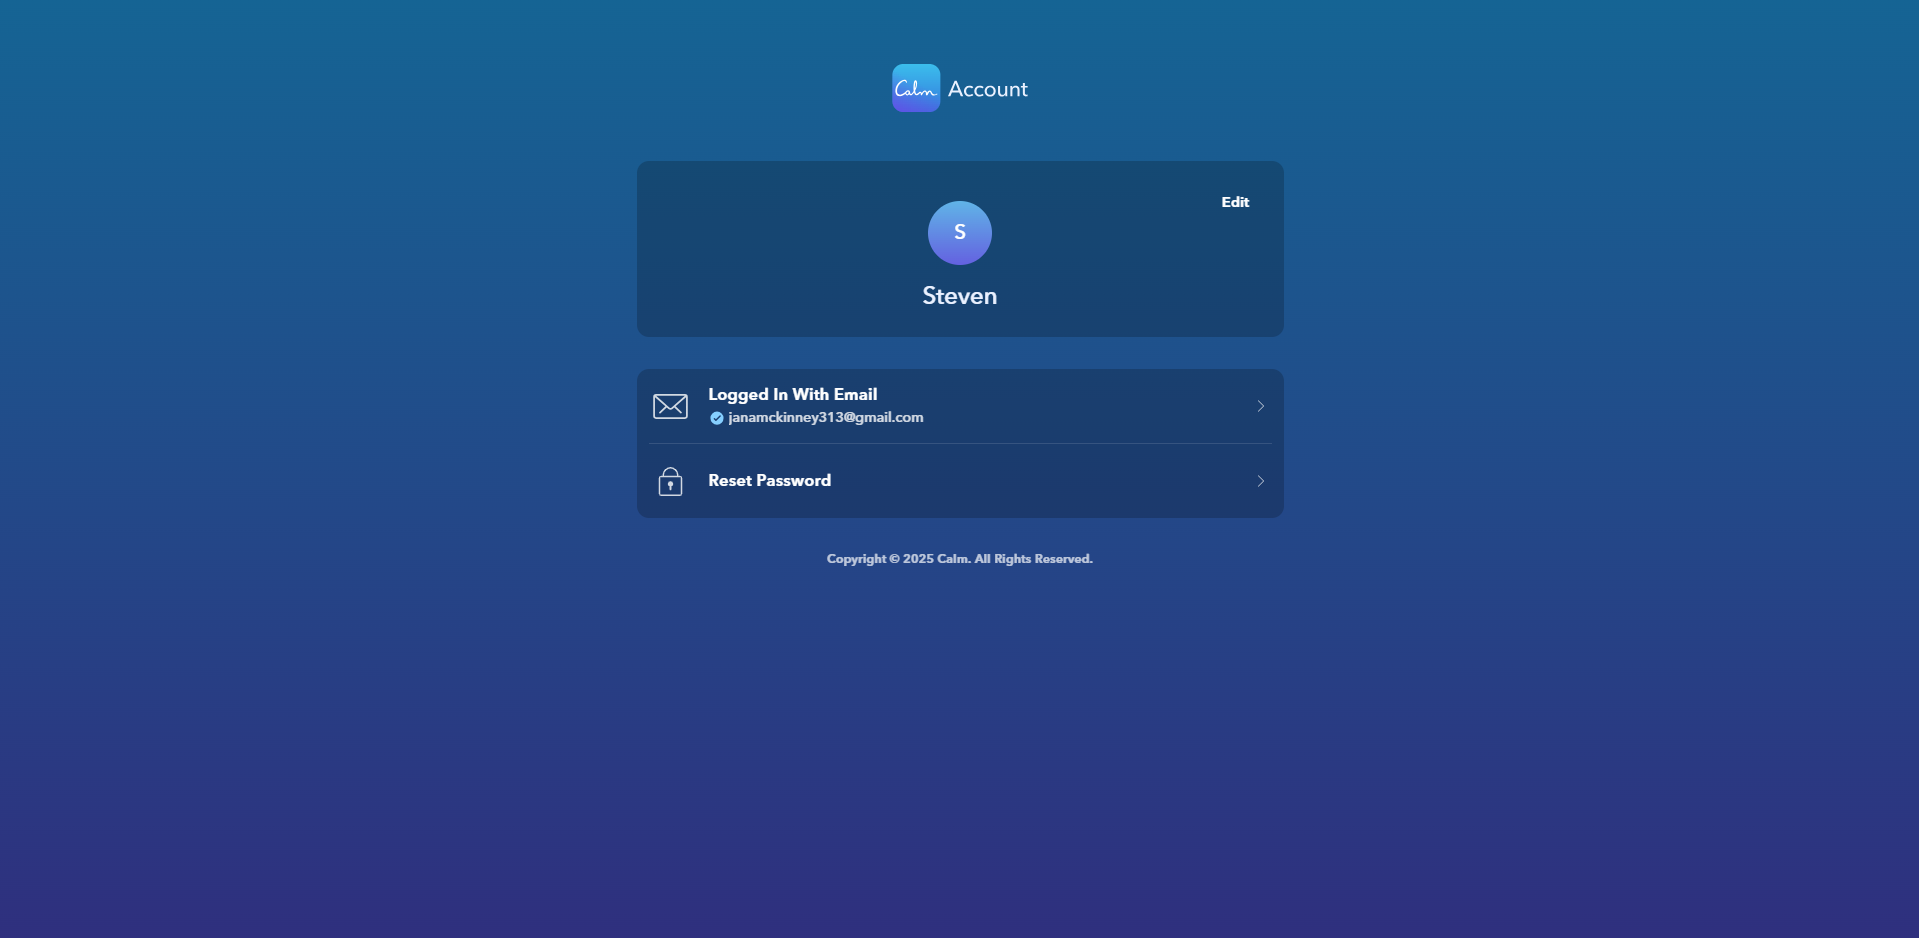 Calm Account
Edit
S
Steven
Logged In With Email
janamckinney313@gmail.com
Reset Password
Copyright © 2025 Calm. All Rights Reserved.